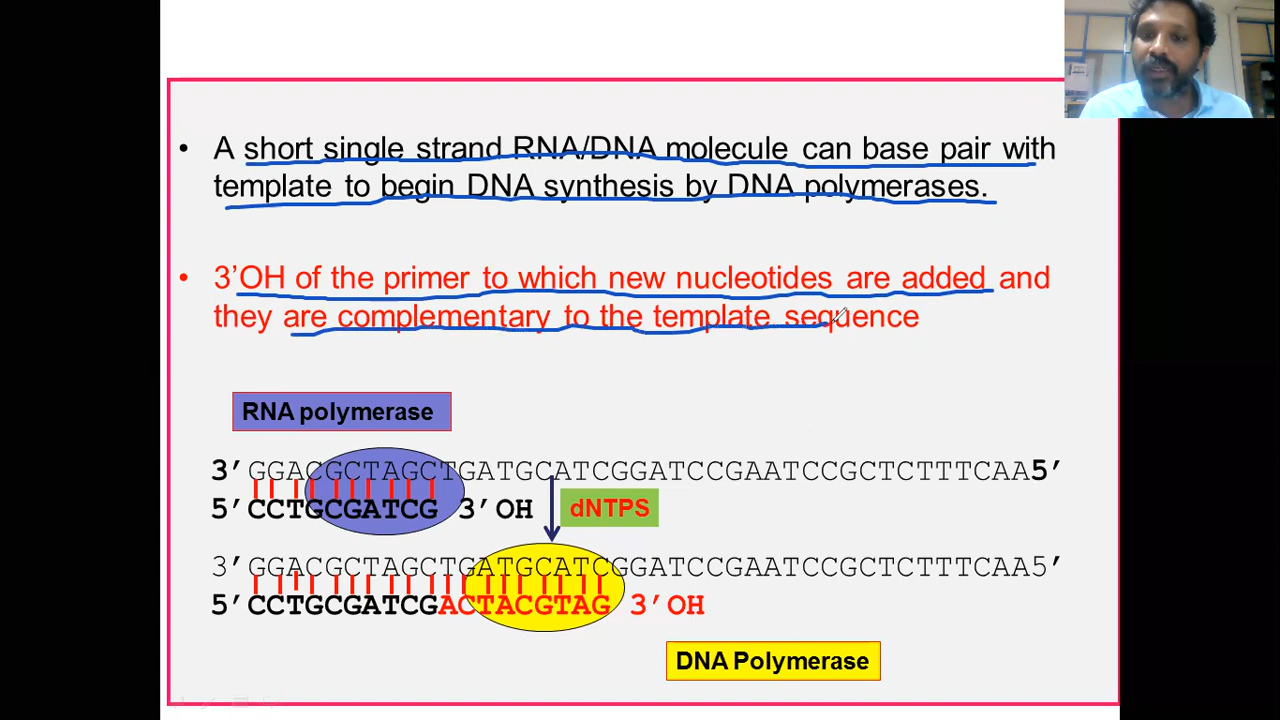 • A short single strand RNA/DNA molecule can base pair with
template to begin DNA synthesis by DNA polymerases.
• 3’OH of the primer to which new nucleotides are added and
they are complementary to the template sequence
RNA polymerase
3’GGACGCTAGCTGATGCATCGGATCCGAATCCGCTCTTTCAA5’
5’CCTGCGATCG 3’OH
dNTPS
3’GGACGCTAGCTGATGCATCGGATCCGAATCCGCTCTTTCAA5’
5’CCTGCGATCGACTACGTAG 3’OH
DNA Polymerase